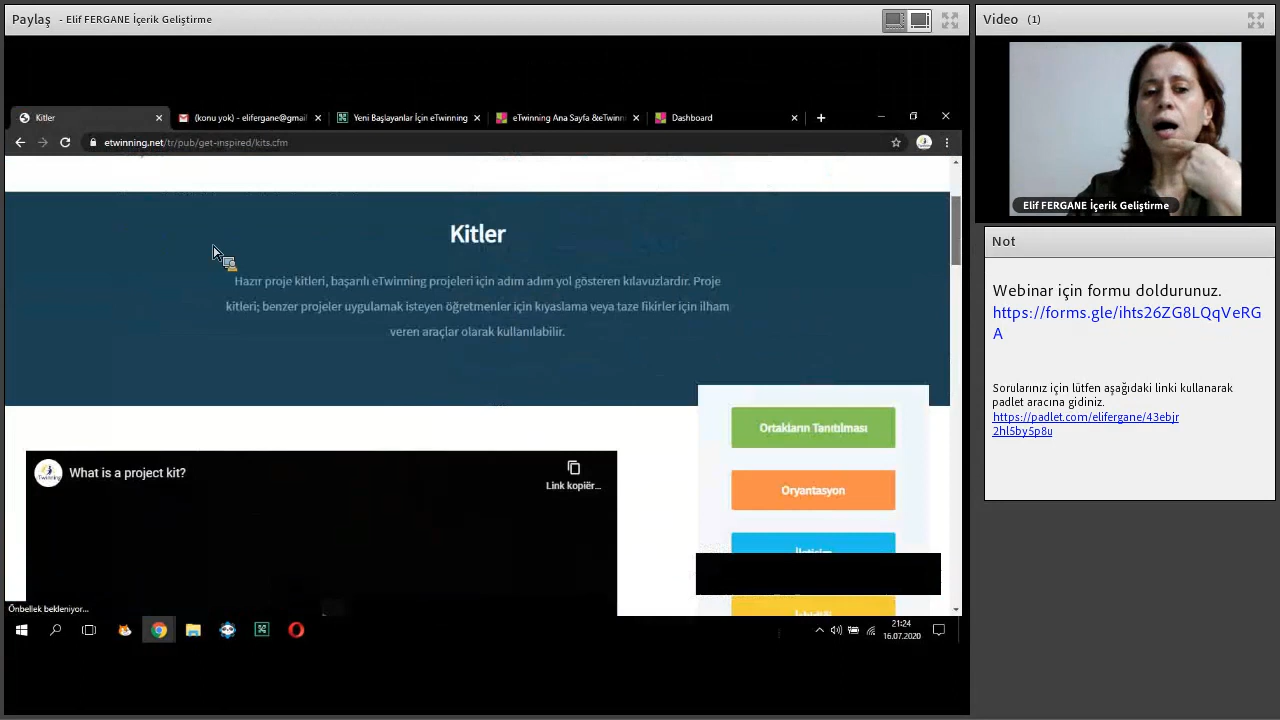 Paylaş - Elif FERGANE İçerik Geliştirme
Video (1)
Kitler
(konu yok) - elifergane@gmail
Yeni Başlayanlar İçin eTwinning
eTwinning Ana Sayfa &eTwinn
Dashboard
etwinning.net/tr/pub/get-inspired/kits.cfm
Kitler
Hazır proje kitleri, başarılı eTwinning projeleri için adım adım yol gösteren kılavuzlardır. Proje
kitleri; benzer projeler uygulamak isteyen öğretmenler için kıyaslama veya taze fikirler için ilham
veren araçlar olarak kullanılabilir.
Ortakların Tanıtılması
Oryantasyon
İletişim
İşbirliği
What is a project kit?
Link kopiër...
Önbellek bekleniyor...
21:24
16.07.2020
Elif FERGANE İçerik Geliştirme
Not
Webinar için formu doldurunuz.
https://forms.gle/ihts26ZG8LQqVeRG
A
Sorularınız için lütfen aşağıdaki linki kullanarak
padlet aracına gidiniz.
https://padlet.com/elifergane/43ebjr
2hl5by5p8u